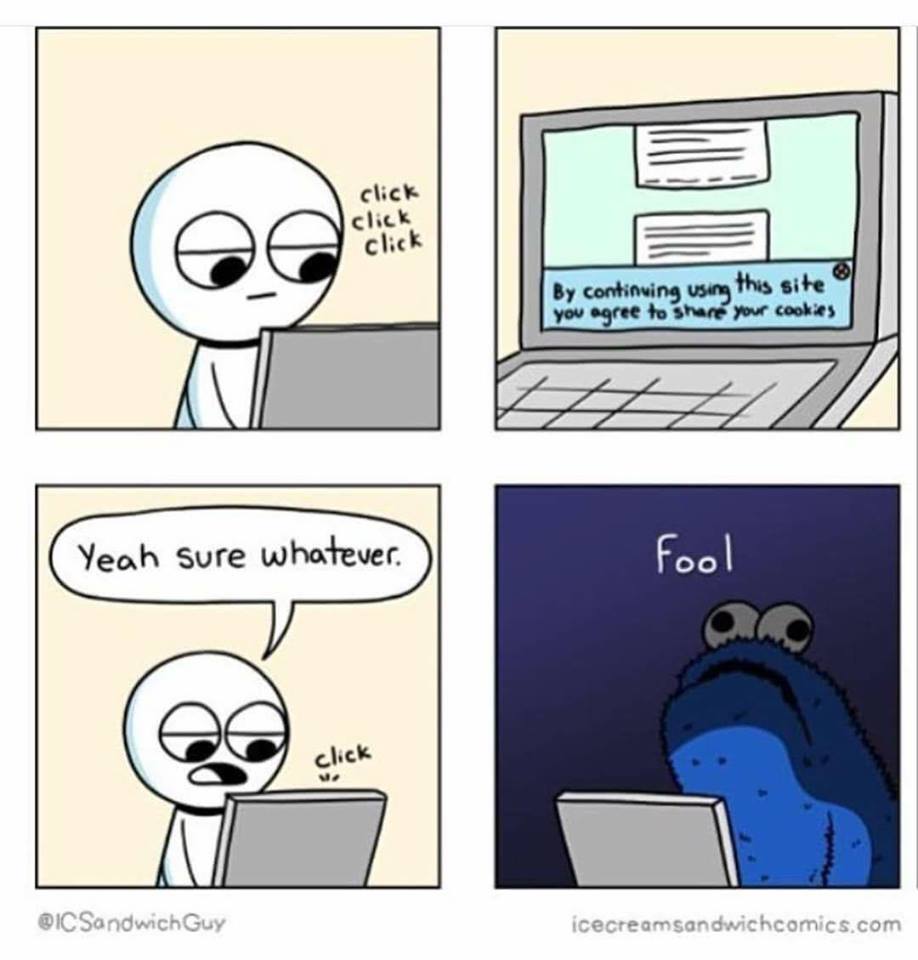 click
click
click
By continuing using this site
you agree to share your cookies
Yeah sure whatever.
click
Fool
@ICSandwichGuy
icecreamsandwichcomics.com